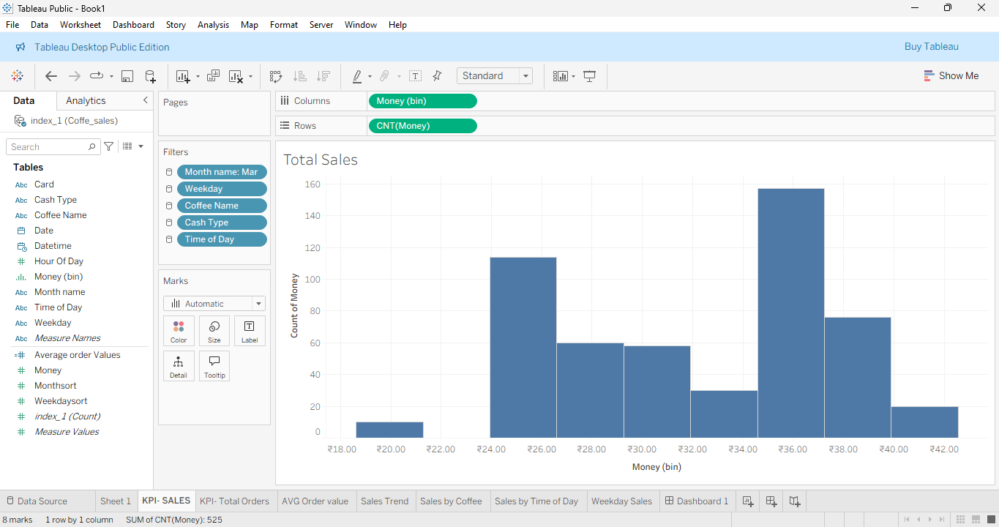 Tableau Public - Book1
File Data Worksheet Dashboard Story Analysis Map Format Server Window Help
Tableau Desktop Public Edition
Buy Tableau
Standard
Show Me
Data
Analytics
index_1 (Coffe_sales)
Search
Tables
Abc Card
Abc Cash Type
Abc Coffee Name
Date
Datetime
Hour Of Day
Money (bin)
Abc Month name
Abc Time of Day
Abc Weekday
Abc Measure Names
Average order Values
Money
Monthsort
Weekdaysort
index_1 (Count)
Measure Values
Pages
Filters
Month name: Mar
Weekday
Coffee Name
Cash Type
Time of Day
Marks
Automatic
Color
Size
Label
Detail
Tooltip
Columns
Money (bin)
Rows
CNT(Money)
Total Sales
160
140
120
100
80
60
40
20
0
Count of Money
₹18.00 ₹20.00 ₹22.00 ₹24.00 ₹26.00 ₹28.00 ₹30.00 ₹32.00 ₹34.00 ₹36.00 ₹38.00 ₹40.00 ₹42.00
Money (bin)
Data Source
Sheet 1
KPI- SALES
KPI- Total Orders
AVG Order value
Sales Trend
Sales by Coffee
Sales by Time of Day
Weekday Sales
Dashboard 1
8 marks
1 row by 1 column
SUM of CNT(Money): 525